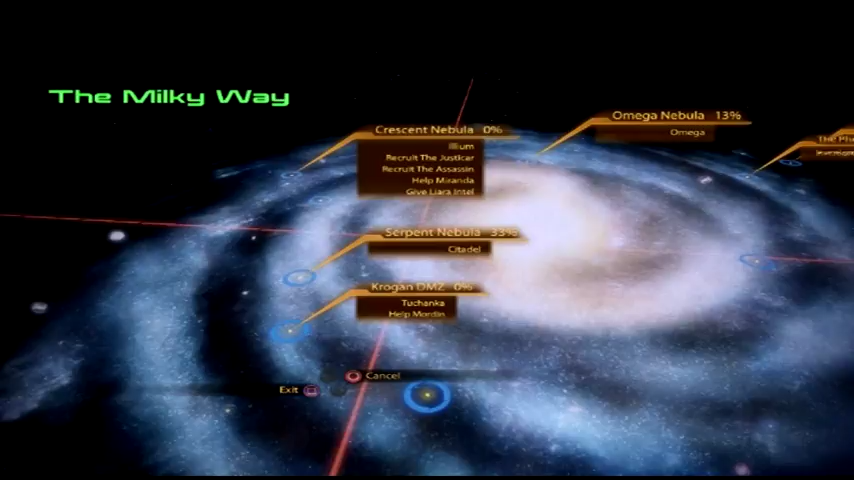 The Milky Way
Crescent Nebula 0%
Illium
Recruit The Justicar
Recruit The Assassin
Help Miranda
Give Liara Intel
Omega Nebula 13%
Omega
Serpent Nebula 33%
Citadel
Krogan DMZ 0%
Tuchanka
Help Mordin
Cancel
Exit